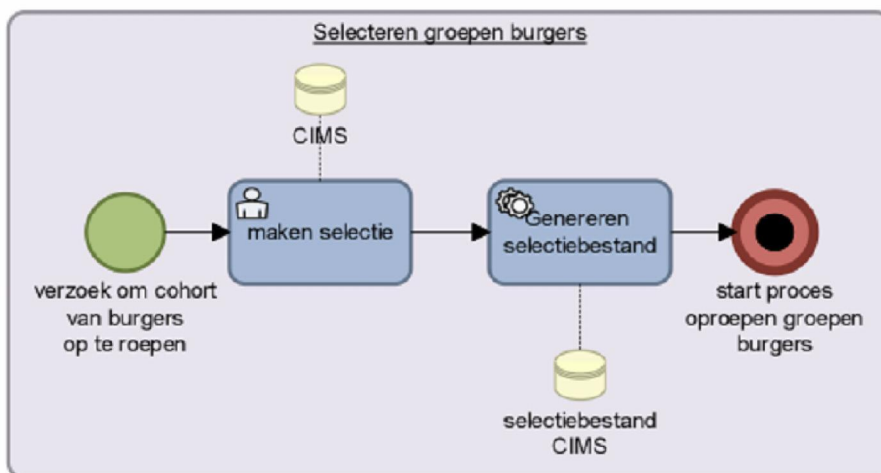 Selecteren groepen burgers
CIMS
maken selectie
Genereren
selectiebestand
verzoek om cohort
van burgers
op te roepen
start proces
oproepen groepen
burgers
selectiebestand
CIMS